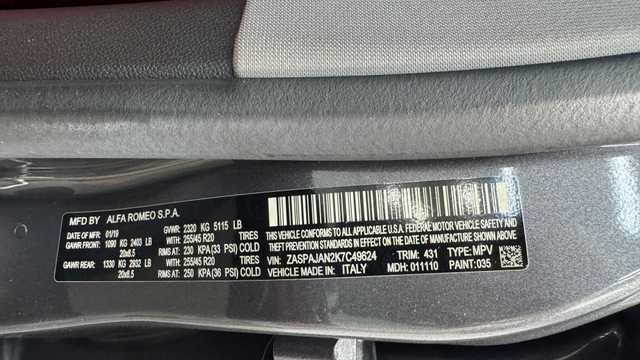 MFD BY ALFA ROMEO S.P.A.
DATE: 01/19 GVWR: 2320 KG 5115 LB
GAWR FRONT: 1090 KG 2403 LB WITH TIRES 255/45 R20
20x8.5 RIMS AT 230 KPA(33 PSI) COLD
GAWR REAR: 1330 KG 2932 LB WITH TIRES 255/45 R20
20x8.5 RIMS AT 250 KPA(36 PSI)COLD
THIS VEHICLE CONFORMS TO ALL APPLICABLE U.S.FEDERAL MOTOR VEHICLE SAFETY AND
BUMPER AND THEFT PREVENTION STANDARDS IN EFFECT ON THE DATE OF MANUFACTURE SHOWN ABOVE.
VIN: ZASPAJAN2K7C49624 TRIM: 431 TYPE: MPV
VEHICLE MADE IN: ITALY MDH: 011110 PAINT: 035